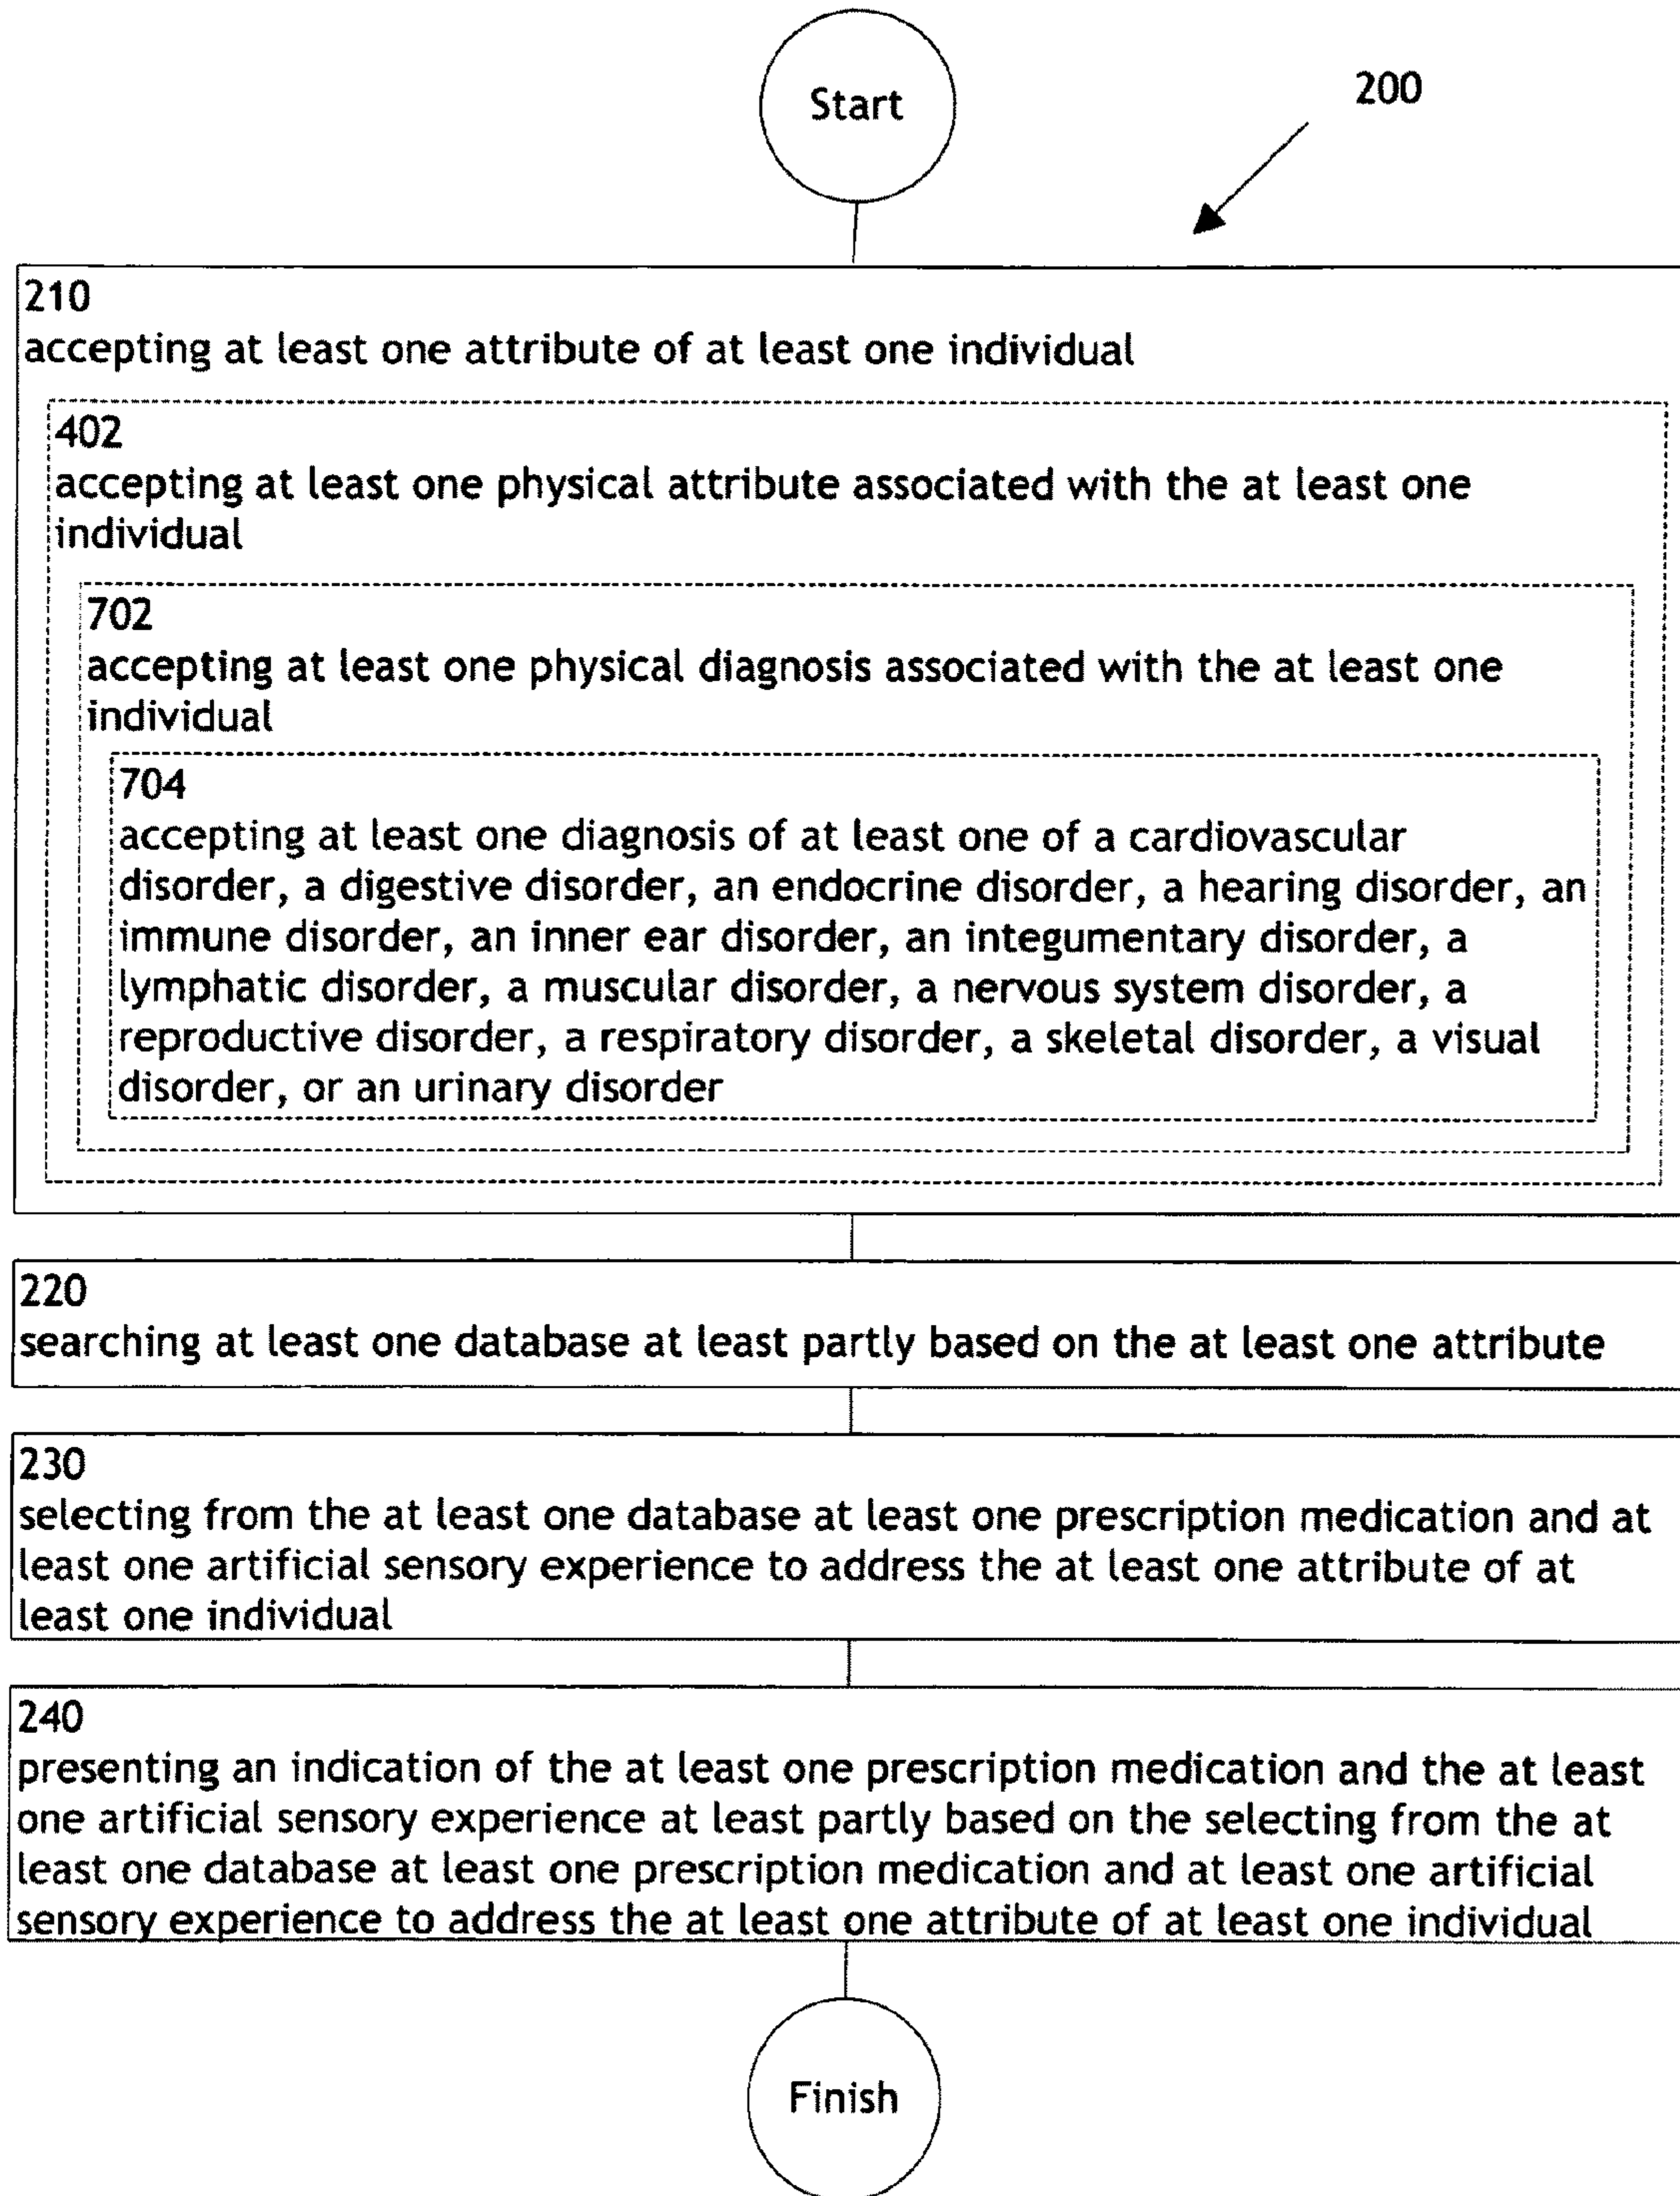 Start
200
210
accepting at least one attribute of at least one individual
402
accepting at least one physical attribute associated with the at least one
individual
702
accepting at least one physical diagnosis associated with the at least one
individual
704
accepting at least one diagnosis of at least one of a cardiovascular
disorder, a digestive disorder, an endocrine disorder, a hearing disorder, an
immune disorder, an inner ear disorder, an integumentary disorder, a
lymphatic disorder, a muscular disorder, a nervous system disorder, a
reproductive disorder, a respiratory disorder, a skeletal disorder, a visual
disorder, or an urinary disorder
220
searching at least one database at least partly based on the at least one attribute
230
selecting from the at least one database at least one prescription medication and at
least one artificial sensory experience to address the at least one attribute of at
least one individual
240
presenting an indication of the at least one prescription medication and the at least
one artificial sensory experience at least partly based on the selecting from the at
least one database at least one prescription medication and at least one artificial
sensory experience to address the at least one attribute of at least one individual
Finish